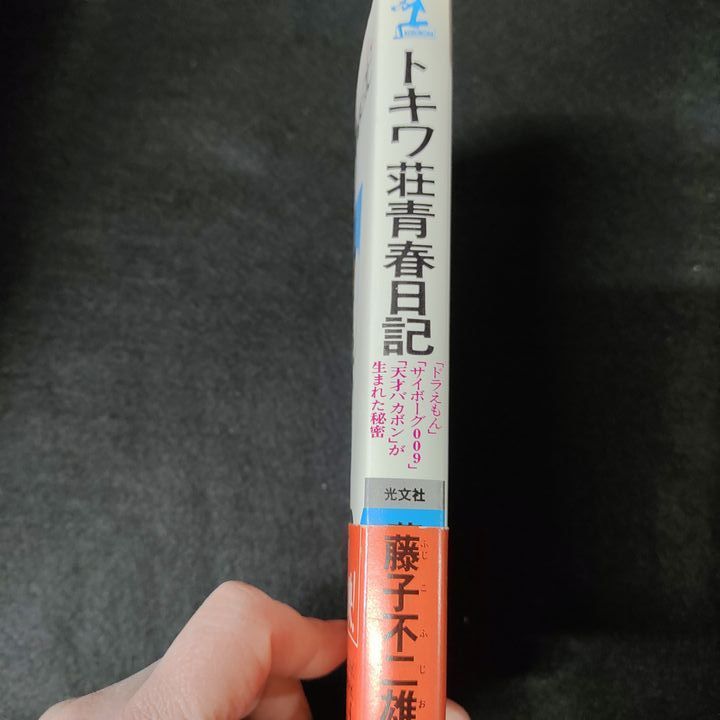 トキワ荘青春日記
「ドラえもん」
「サイボーグ009」
「天才バカボン」が
生まれた秘密
光文社
藤子不二雄
ふじこふじお